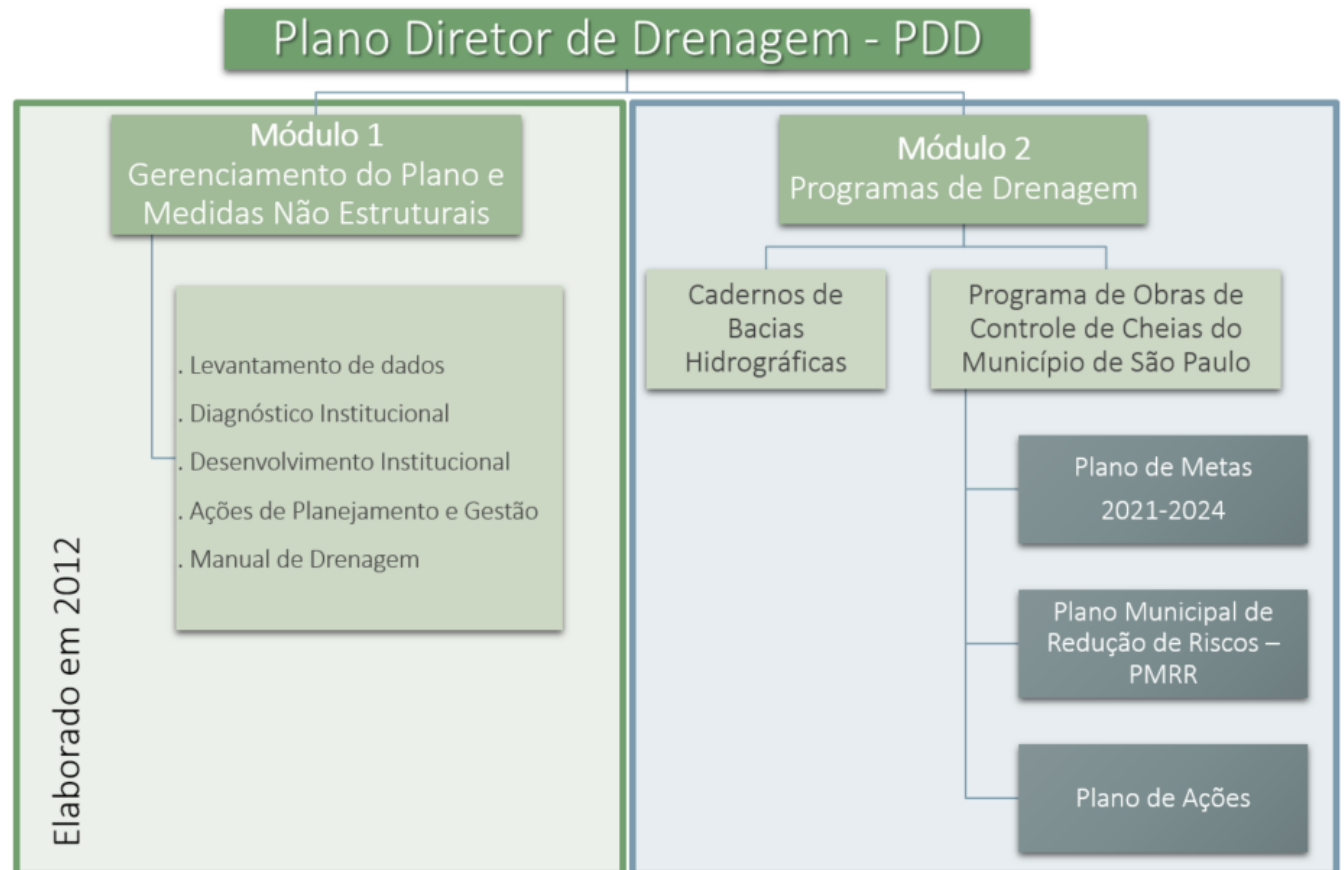 Plano Diretor de Drenagem - PDD
Módulo 1
Gerenciamento do Plano e
Medidas Não Estruturais
. Levantamento de dados
. Diagnóstico Institucional
. Desenvolvimento Institucional
. Ações de Planejamento e Gestão
. Manual de Drenagem
Elaborado em 2012
Módulo 2
Programas de Drenagem
Cadernos de
Bacias
Hidrográficas
Programa de Obras de
Controle de Cheias do
Município de São Paulo
Plano de Metas
2021-2024
Plano Municipal de
Redução de Riscos –
PMRR
Plano de Ações